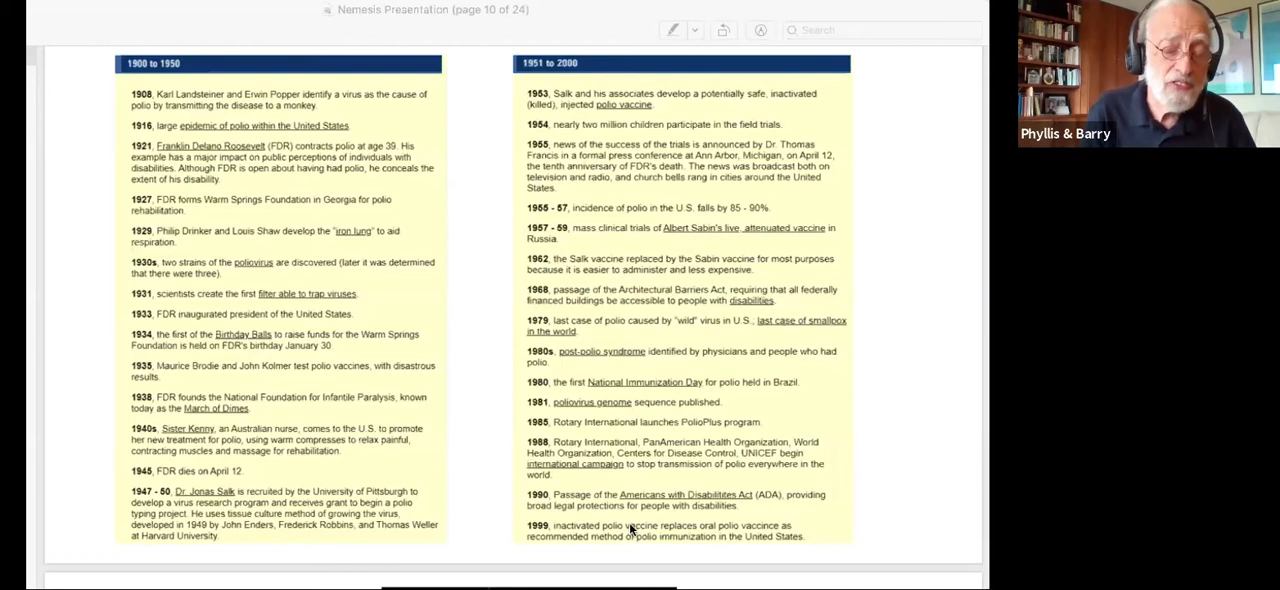 Nemesis Presentation (page 10 of 24)
Search
Phyllis & Barry
1900 to 1950
1908, Karl Landsteiner and Erwin Popper identify a virus as the cause of
polio by transmitting the disease to a monkey.
1916, large epidemic of polio within the United States
1921, Franklin Delano Roosevelt (FDR) contracts polio at age 39. His
example has a major impact on public perceptions of individuals with
disabilities. Although FDR is open about having had polio, he conceals the
extent of his disability.
1927, FDR forms Warm Springs Foundation in Georgia for polio
rehabilitation.
1929, Philip Drinker and Louis Shaw develop the "iron lung" to aid
respiration.
1930s, two strains of the poliovirus are discovered (later it was determined
that there were three).
1931, scientists create the first filter able to trap viruses.
1933, FDR inaugurated president of the United States.
1934, the first of the Birthday Balls to raise funds for the Warm Springs
Foundation is held on FDR's birthday January 30
1935, Maurice Brodie and John Kolmer test polio vaccines, with disastrous
results.
1938, FDR founds the National Foundation for Infantile Paralysis, known
today as the March of Dimes.
1940s, Sister Kenny, an Australian nurse, comes to the U.S. to promote
her new treatment for polio, using warm compresses to relax painful,
contracting muscles and massage for rehabilitation.
1945, FDR dies on April 12.
1947 - 50, Dr. Jonas Salk is recruited by the University of Pittsburgh to
develop a virus research program and receives grant to begin a polio
typing project. He uses tissue culture method of growing the virus,
developed in 1949 by John Enders, Frederick Robbins, and Thomas Weller
at Harvard University.
1951 to 2000
1953, Salk and his associates develop a potentially safe, inactivated
(killed), injected polio vaccine.
1954, nearly two million children participate in the field trials.
1955, news of the success of the trials is announced by Dr. Thomas
Francis in a formal press conference at Ann Arbor, Michigan, on April 12,
the tenth anniversary of FDR's death. The news was broadcast both on
television and radio, and church bells rang in cities around the United
States.
1955 - 57, incidence of polio in the U.S. falls by 85 - 90%.
1957 - 59, mass clinical trials of Albert Sabin's live, attenuated vaccine in
Russia.
1962, the Salk vaccine replaced by the Sabin vaccine for most purposes
because it is easier to administer and less expensive.
1968, passage of the Architectural Barriers Act, requiring that all federally
financed buildings be accessible to people with disabilities.
1979, last case of polio caused by "wild" virus in U.S., last case of smallpox
in the world.
1980s, post-polio syndrome identified by physicians and people who had
polio.
1980, the first National Immunization Day for polio held in Brazil.
1981, poliovirus genome sequence published.
1985, Rotary International launches PolioPlus program.
1988, Rotary International, PanAmerican Health Organization, World
Health Organization, Centers for Disease Control, UNICEF begin
international campaign to stop transmission of polio everywhere in the
world.
1990, Passage of the Americans with Disabilitites Act (ADA), providing
broad legal protections for people with disabilities.
1999, inactivated polio vaccine replaces oral polio vaccince as
recommended method of polio immunization in the United States.